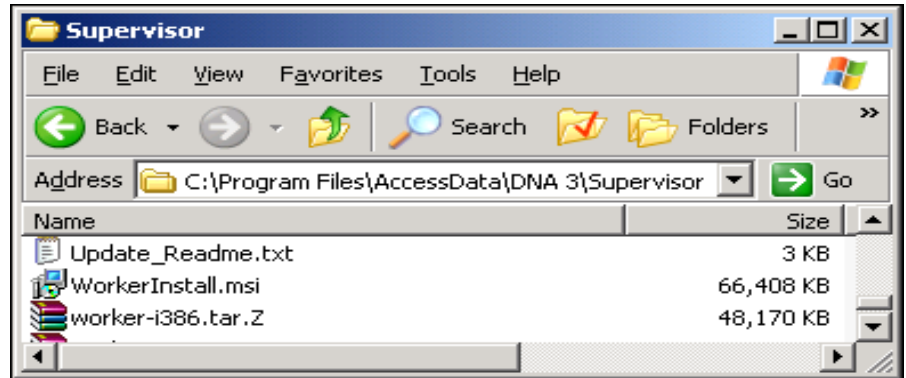 Supervisor
File Edit View Favorites Tools Help
Back Search Folders »
Address C:\Program Files\AccessData\DNA 3\Supervisor Go
Name Size
Update_Readme.txt 3 KB
WorkerInstall.msi 66,408 KB
worker-i386.tar.Z 48,170 KB